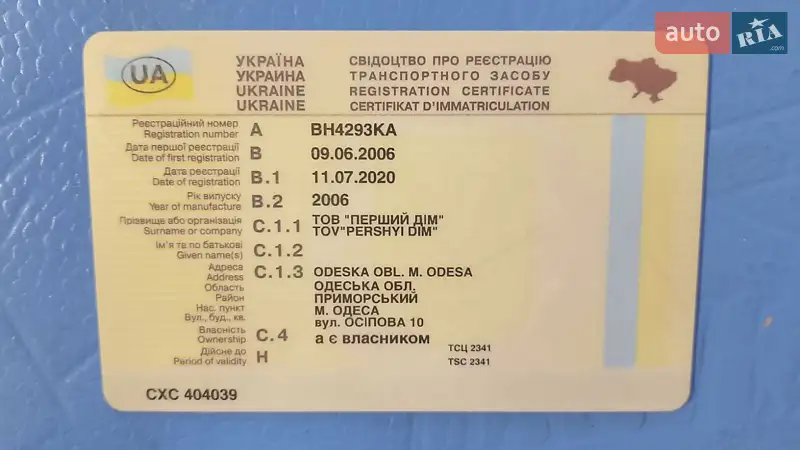 auto RIA.com
UA
УКРАЇНА СВІДОЦТВО ПРО РЕЄСТРАЦІЮ
УКРАИНА ТРАНСПОРТНОГО ЗАСОБУ
UKRAINE REGISTRATION CERTIFICATE
UKRAINE CERTIFIKAT D'IMMATRICULATION
Реєстраційний номер
Registration number A BH4293KA
Дата першої реєстрації
Date of first registration B 09.06.2006
Дата реєстрації
Date of registration B.1 11.07.2020
Рік випуску
Year of manufacture B.2 2006
Прізвище або організація C.1.1 ТОВ "ПЕРШИЙ ДІМ"
Surname or company TOV"PERSHYI DIM"
Ім'я та по батькові
Given name(s) C.1.2
Адреса
Address C.1.3 ODESKA OBL. M. ODESA
Область ОДЕСЬКА ОБЛ.
Район ПРИМОРСЬКИЙ
Нас. пункт М. ОДЕСА
Вул., буд., кв. вул. ОСІПОВА 10
Власність
Ownership C.4 а є власником
Дійсне до ТСЦ 2341
Period of validity H TSC 2341
СХС 404039